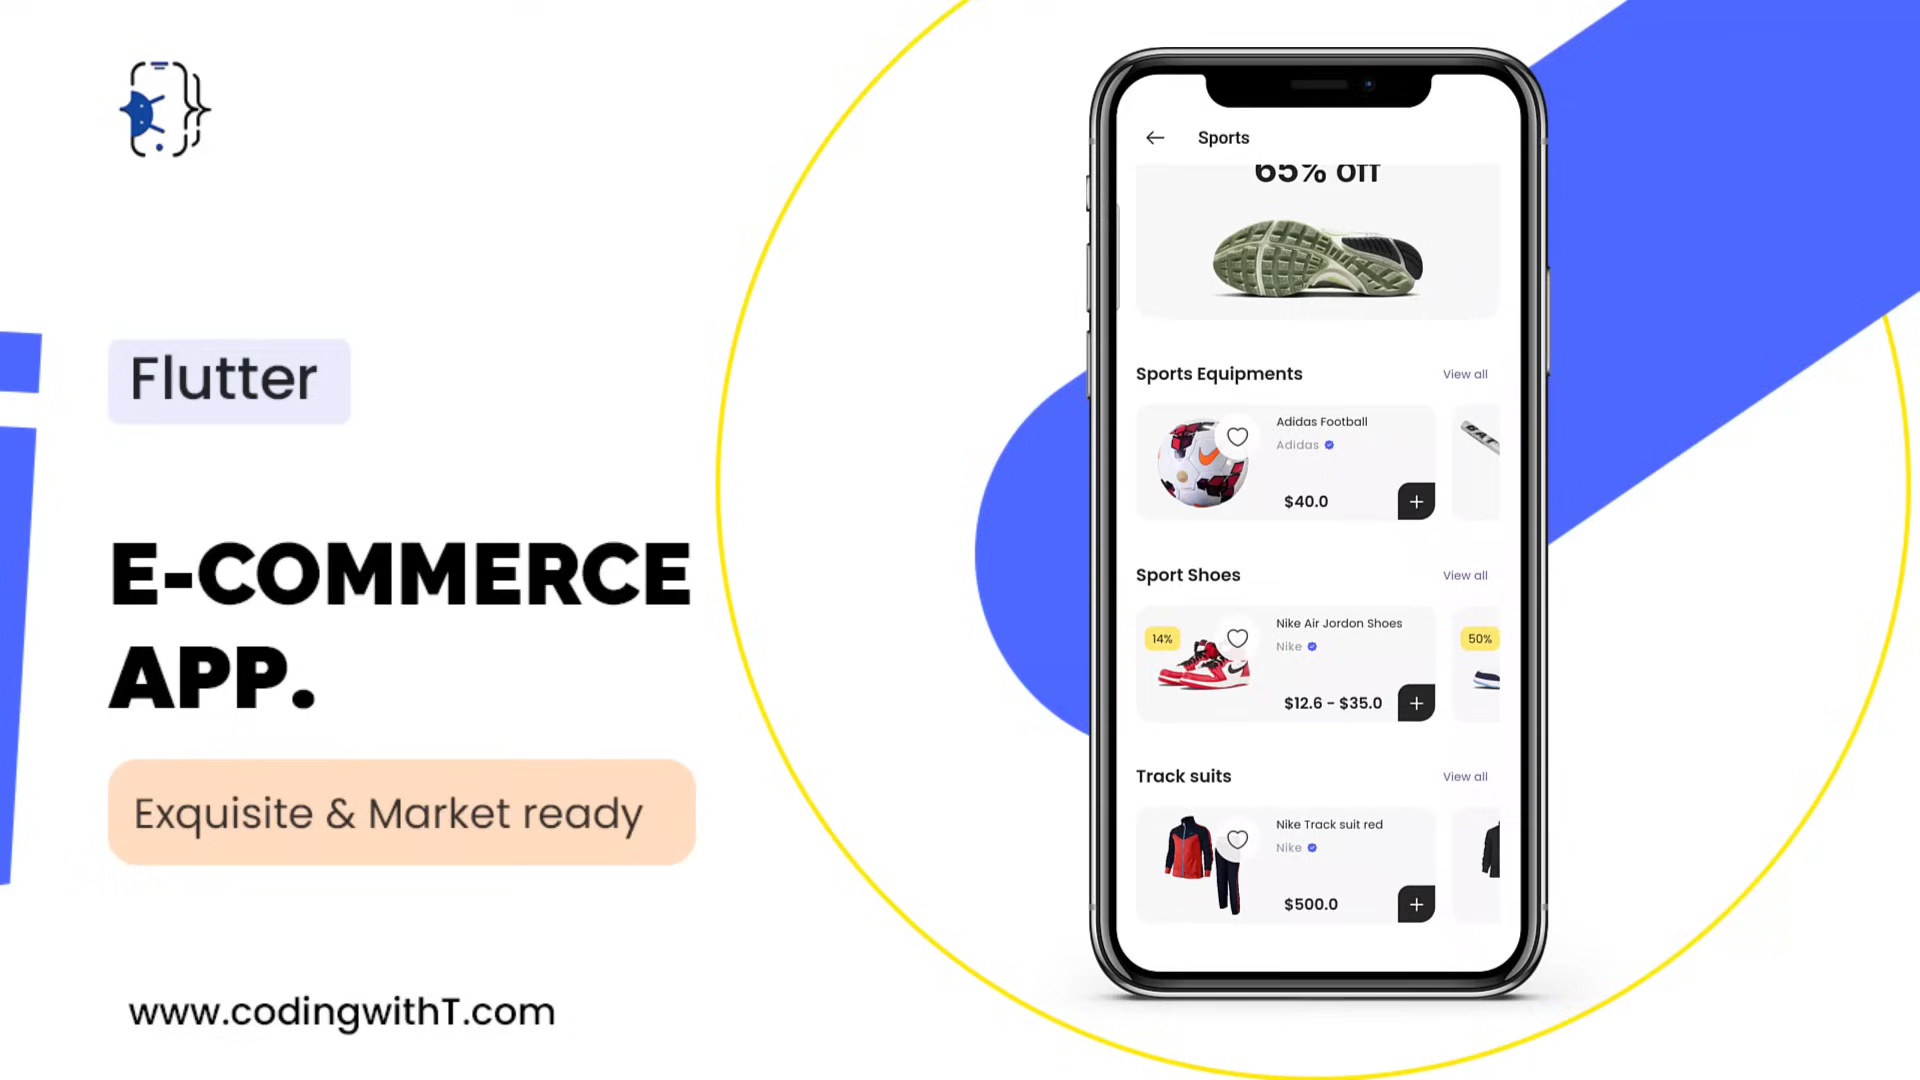 Flutter
E-COMMERCE
APP.
Exquisite & Market ready
www.codingwithT.com
Sports
65% off
Sports Equipments
View all
Adidas Football
Adidas
$40.0
+
BAT
Sport Shoes
View all
14%
Nike Air Jordon Shoes
Nike
$12.6 - $35.0
+
50%
Track suits
View all
Nike Track suit red
Nike
$500.0
+